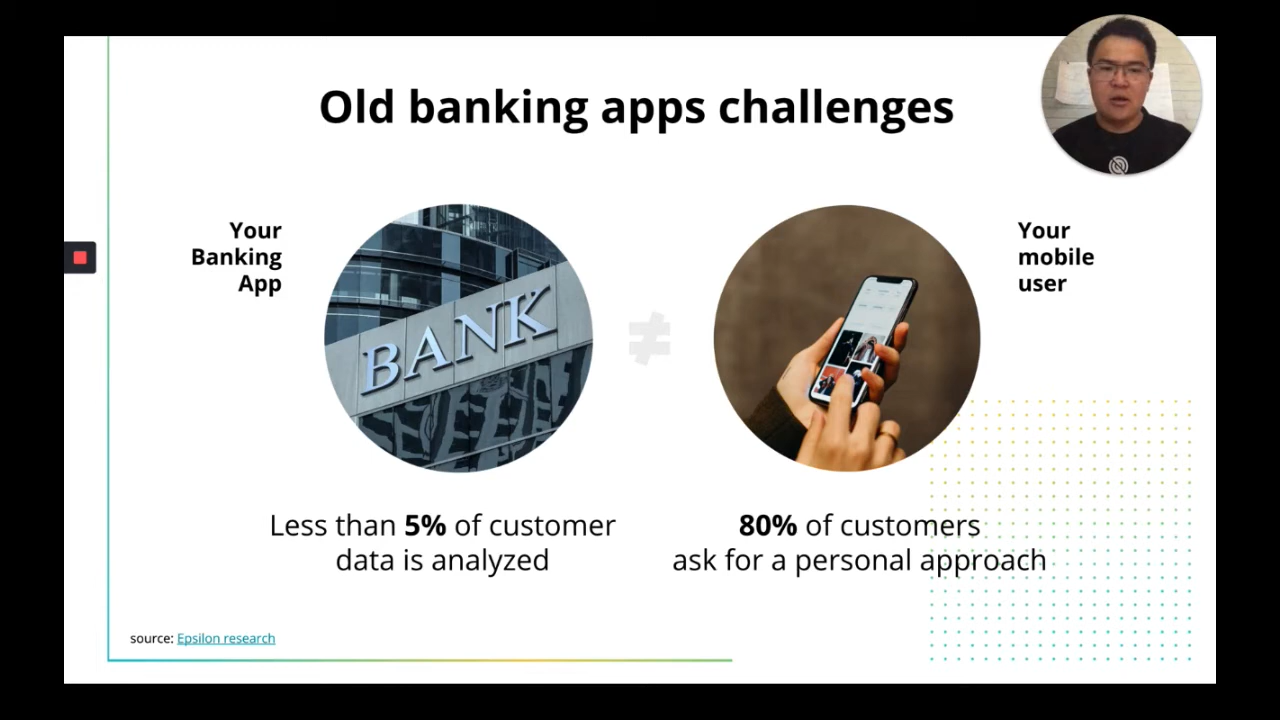 Old banking apps challenges
Your
Banking
App
BANK
≠
Your
mobile
user
Less than 5% of customer
data is analyzed
80% of customers
ask for a personal approach
source: Epsilon research